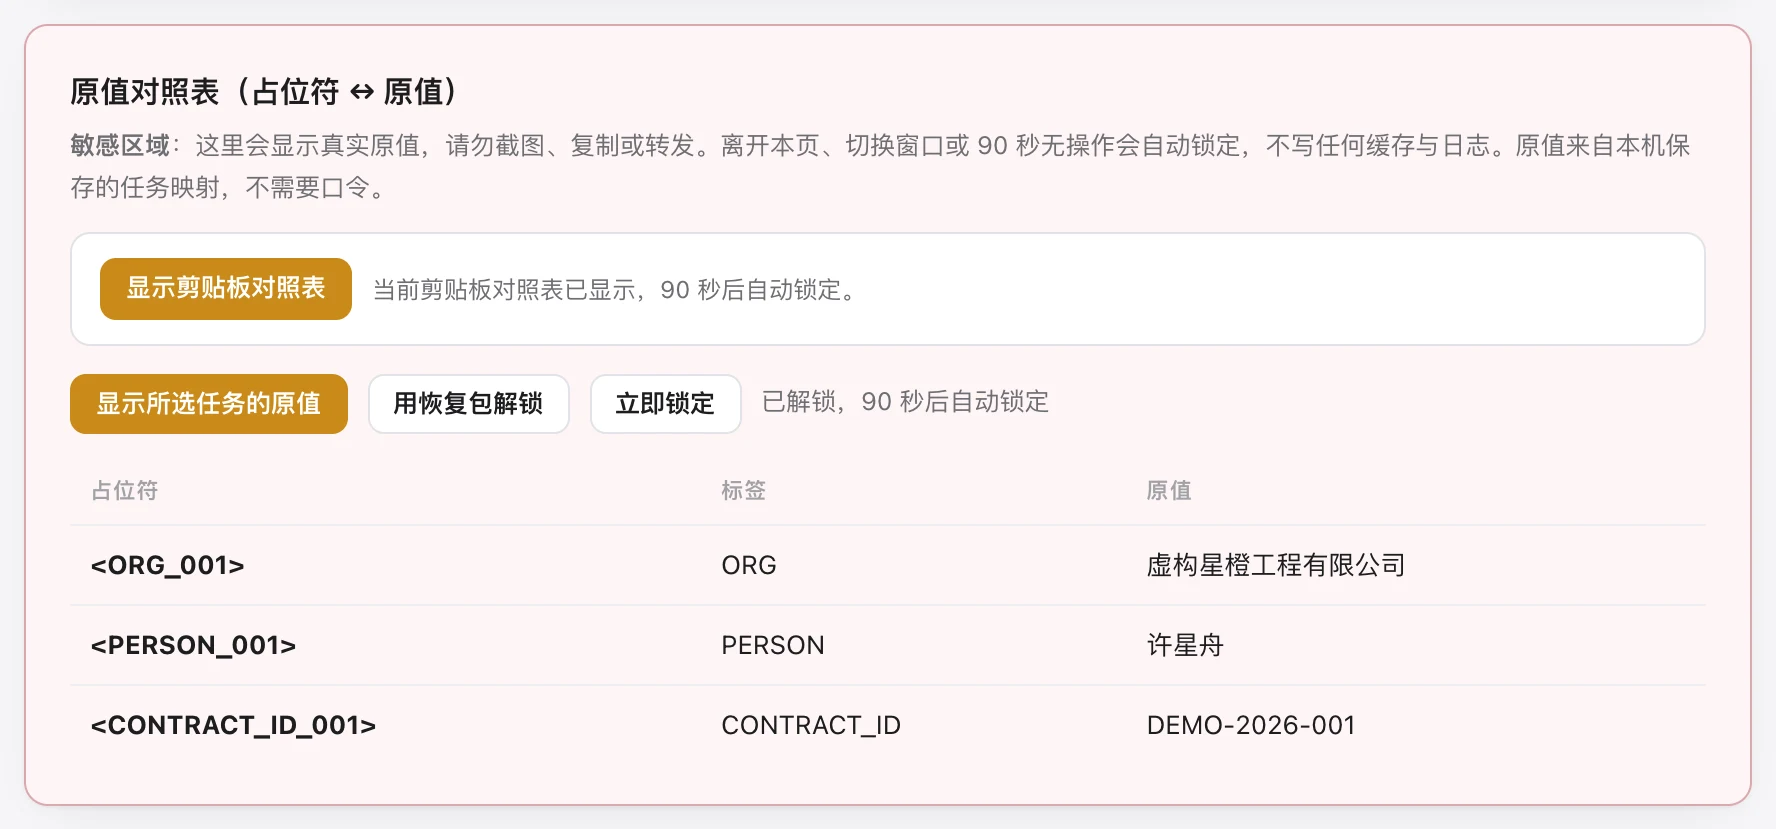 原值对照表（占位符 ↔ 原值）
敏感区域：这里会显示真实原值，请勿截图、复制或转发。离开本页、切换窗口或 90 秒无操作会自动锁定，不写任何缓存与日志。原值来自本机保
存的任务映射，不需要口令。
显示剪贴板对照表 当前剪贴板对照表已显示，90 秒后自动锁定。
显示所选任务的原值 用恢复包解锁 立即锁定 已解锁，90 秒后自动锁定
占位符 标签 原值
<ORG_001> ORG 虚构星橙工程有限公司
<PERSON_001> PERSON 许星舟
<CONTRACT_ID_001> CONTRACT_ID DEMO-2026-001